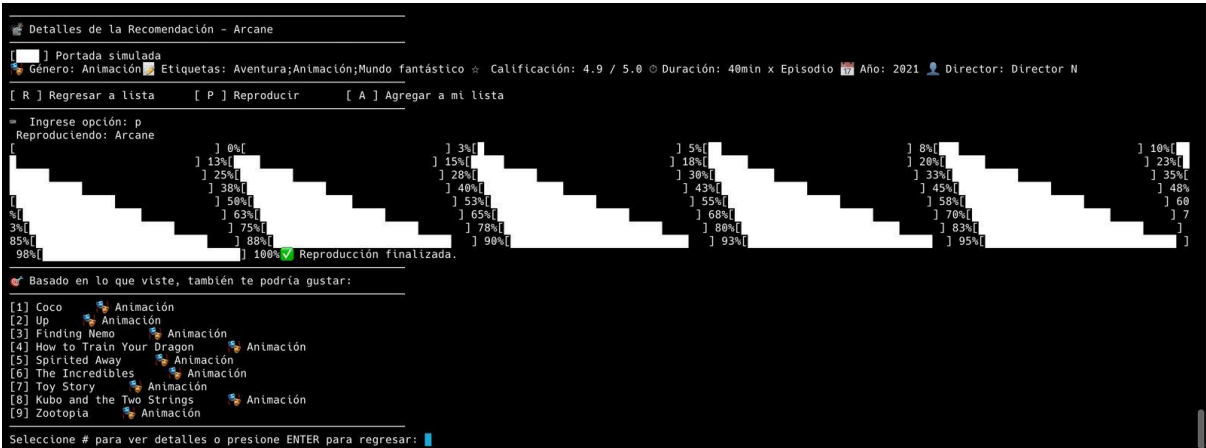 Detalles de la Recomendación - Arcane
[ ] Portada simulada
Género: Animación Etiquetas: Aventura;Animación;Mundo fantástico ☆ Calificación: 4.9 / 5.0 ⏱ Duración: 40min x Episodio 📅 Año: 2021 👤 Director: Director N
[ R ] Regresar a lista [ P ] Reproducir [ A ] Agregar a mi lista
Ingrese opción: p
Reproduciendo: Arcane
[ ] 0%[ ] 3%[ ] 5%[ ] 8%[ ] 10%[
] 13%[ ] 15%[ ] 18%[ ] 20%[ ] 23%[
] 25%[ ] 28%[ ] 30%[ ] 33%[ ] 35%[
] 38%[ ] 40%[ ] 43%[ ] 45%[ ] 48%
[ ] 50%[ ] 53%[ ] 55%[ ] 58%[ ] 60
%[ ] 63%[ ] 65%[ ] 68%[ ] 70%[ ] 7
3%[ ] 75%[ ] 78%[ ] 80%[ ] 83%[ ]
85%[ ] 88%[ ] 90%[ ] 93%[ ] 95%[ ]
98%[ ] 100%✅ Reproducción finalizada.
🎯 Basado en lo que viste, también te podría gustar:
[1] Coco 🎭 Animación
[2] Up 🎭 Animación
[3] Finding Nemo 🎭 Animación
[4] How to Train Your Dragon 🎭 Animación
[5] Spirited Away 🎭 Animación
[6] The Incredibles 🎭 Animación
[7] Toy Story 🎭 Animación
[8] Kubo and the Two Strings 🎭 Animación
[9] Zootopia 🎭 Animación
Seleccione # para ver detalles o presione ENTER para regresar: